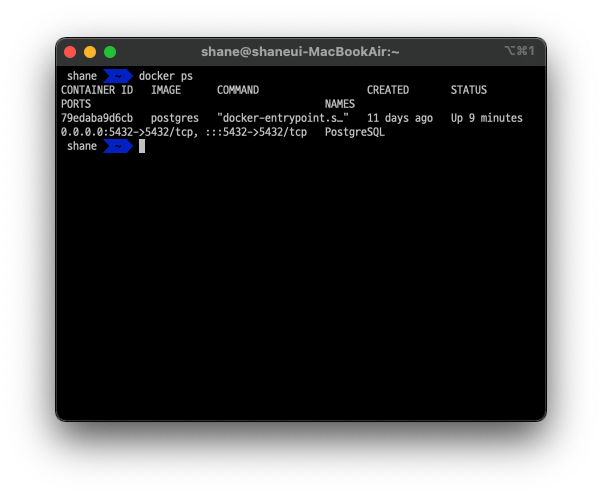 shane@shaneui-MacBookAir:~
⌥⌘1
shane ~ docker ps
CONTAINER ID IMAGE COMMAND CREATED STATUS
PORTS NAMES
79edaba9d6cb postgres "docker-entrypoint.s…" 11 days ago Up 9 minutes
0.0.0.0:5432->5432/tcp, :::5432->5432/tcp PostgreSQL
shane ~